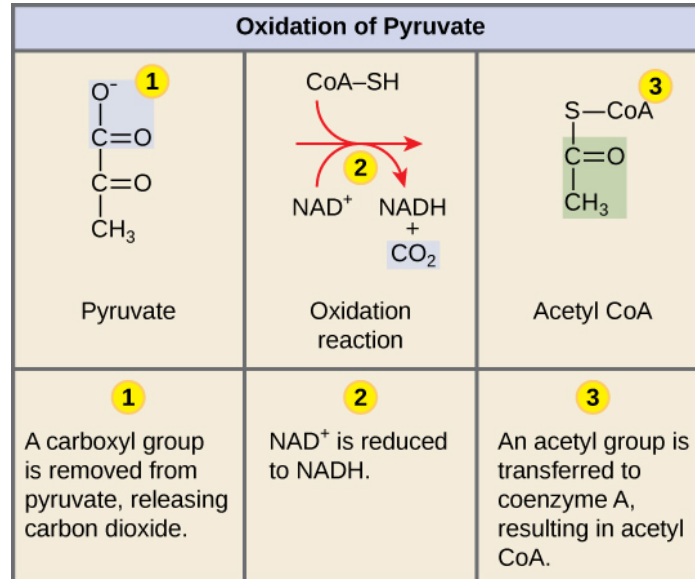 Oxidation of Pyruvate
1
O⁻
C=O
C=O
CH₃
Pyruvate
CoA–SH
2
NAD⁺
NADH
+
CO₂
Oxidation
reaction
3
S—CoA
C=O
CH₃
Acetyl CoA
1
A carboxyl group
is removed from
pyruvate, releasing
carbon dioxide.
2
NAD⁺ is reduced
to NADH.
3
An acetyl group is
transferred to
coenzyme A,
resulting in acetyl
CoA.